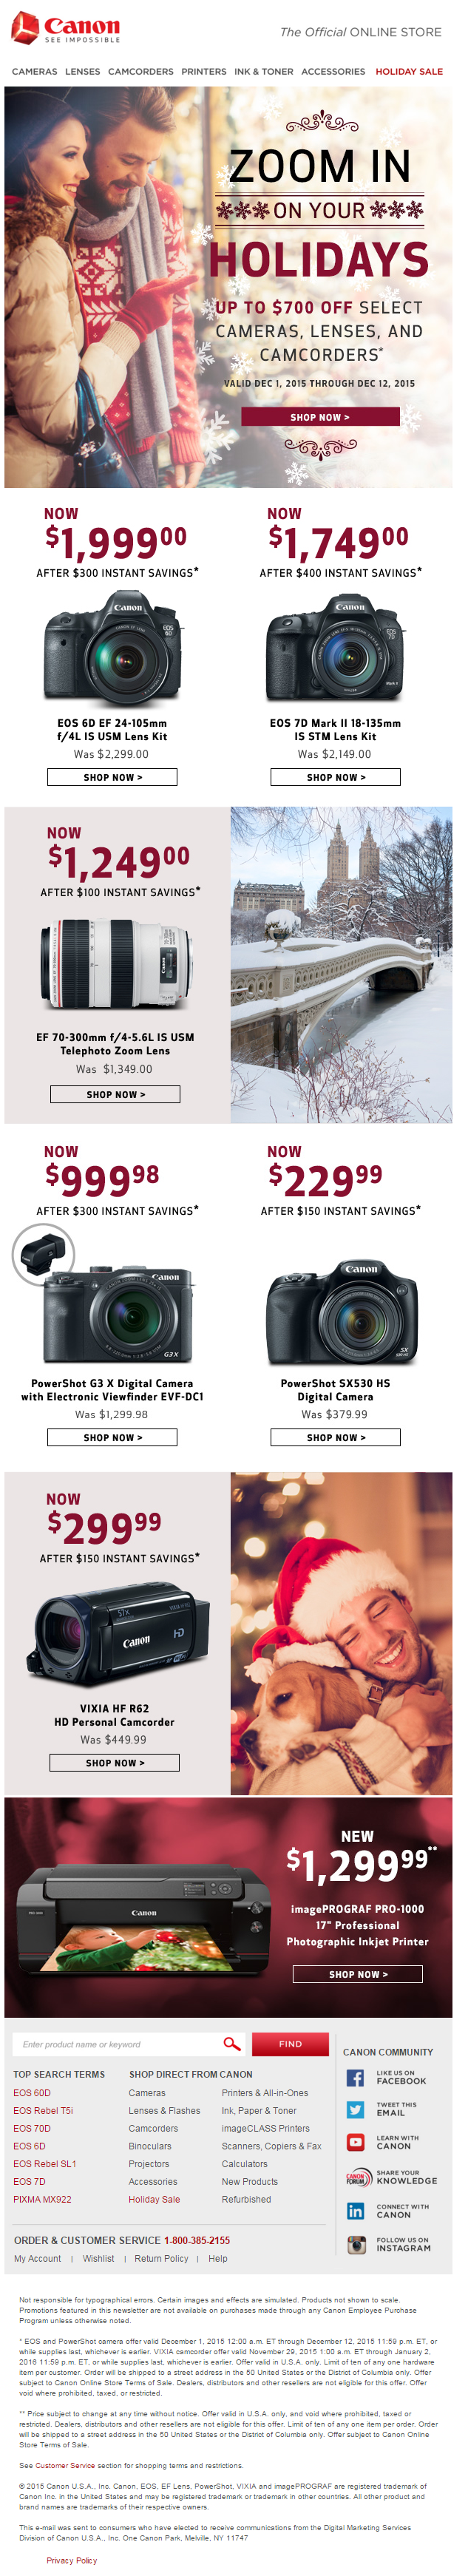 Canon
SEE IMPOSSIBLE
The Official ONLINE STORE
CAMERAS LENSES CAMCORDERS PRINTERS INK & TONER ACCESSORIES HOLIDAY SALE
ZOOM IN
ON YOUR
HOLIDAYS
UP TO $700 OFF SELECT
CAMERAS, LENSES, AND
CAMCORDERS*
VALID DEC 1, 2015 THROUGH DEC 12, 2015
SHOP NOW >
NOW
$1,999 00
AFTER $300 INSTANT SAVINGS*
Canon
EOS 6D
EOS 6D EF 24-105mm
f/4L IS USM Lens Kit
Was $2,299.00
SHOP NOW >
NOW
$1,749 00
AFTER $400 INSTANT SAVINGS*
Canon
EOS 7D
Mark II
EOS 7D Mark II 18-135mm
IS STM Lens Kit
Was $2,149.00
SHOP NOW >
NOW
$1,249 00
AFTER $100 INSTANT SAVINGS*
Canon
EF 70-300mm f/4-5.6L IS USM
Telephoto Zoom Lens
Was $1,349.00
SHOP NOW >
NOW
$999 98
AFTER $300 INSTANT SAVINGS*
Canon
G3X
PowerShot G3 X Digital Camera
with Electronic Viewfinder EVF-DC1
Was $1,299.98
SHOP NOW >
NOW
$229 99
AFTER $150 INSTANT SAVINGS*
Canon
SX
PowerShot SX530 HS
Digital Camera
Was $379.99
SHOP NOW >
NOW
$299 99
AFTER $150 INSTANT SAVINGS*
57x
Canon
HD
VIXIA HF R62
HD Personal Camcorder
Was $449.99
SHOP NOW >
NEW
$1,299 99**
Canon
imagePROGRAF PRO-1000
17" Professional
Photographic Inkjet Printer
SHOP NOW >
Enter product name or keyword
FIND
TOP SEARCH TERMS
EOS 60D
EOS Rebel T5i
EOS 70D
EOS 6D
EOS Rebel SL1
EOS 7D
PIXMA MX922
SHOP DIRECT FROM CANON
Cameras
Lenses & Flashes
Camcorders
Binoculars
Projectors
Accessories
Holiday Sale
Printers & All-in-Ones
Ink, Paper & Toner
imageCLASS Printers
Scanners, Copiers & Fax
Calculators
New Products
Refurbished
CANON COMMUNITY
LIKE US ON
FACEBOOK
TWEET THIS
EMAIL
LEARN WITH
CANON
CANON FORUM
SHARE YOUR
KNOWLEDGE
CONNECT WITH
CANON
FOLLOW US ON
INSTAGRAM
ORDER & CUSTOMER SERVICE 1-800-385-2155
My Account | Wishlist | Return Policy | Help
Not responsible for typographical errors. Certain images and effects are simulated. Products not shown to scale.
Promotions featured in this newsletter are not available on purchases made through any Canon Employee Purchase
Program unless otherwise noted.
* EOS and PowerShot camera offer valid December 1, 2015 12:00 a.m. ET through December 12, 2015 11:59 p.m. ET, or
while supplies last, whichever is earlier. VIXIA camcorder offer valid November 29, 2015 1:00 a.m. ET through January 2,
2016 11:59 p.m. ET, or while supplies last, whichever is earlier. Offer valid in U.S.A. only. Limit of ten of any one hardware
item per customer. Order will be shipped to a street address in the 50 United States or the District of Columbia only. Offer
subject to Canon Online Store Terms of Sale. Dealers, distributors and other resellers are not eligible for this offer. Offer
void where prohibited, taxed, or restricted.
** Price subject to change at any time without notice. Offer valid in U.S.A. only, and void where prohibited, taxed or
restricted. Dealers, distributors and other resellers are not eligible for this offer. Limit of ten of any one item per order. Order
will be shipped to a street address in the 50 United States or the District of Columbia only. Offer subject to Canon Online
Store Terms of Sale.
See Customer Service section for shopping terms and restrictions.
© 2015 Canon U.S.A., Inc. Canon, EOS, EF Lens, PowerShot, VIXIA and imagePROGRAF are registered trademark of
Canon Inc. in the United States and may be registered trademark or trademark in other countries. All other product and
brand names are trademarks of their respective owners.
This e-mail was sent to consumers who have elected to receive communications from the Digital Marketing Services
Division of Canon U.S.A., Inc. One Canon Park, Melville, NY 11747
Privacy Policy